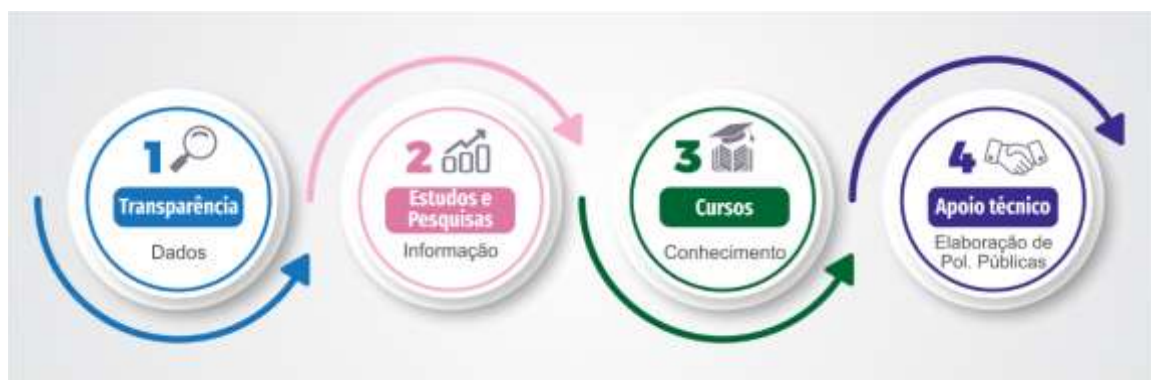 1
Transparência
Dados
2
Estudos e
Pesquisas
Informação
3
Cursos
Conhecimento
4
Apoio técnico
Elaboração de
Pol. Públicas